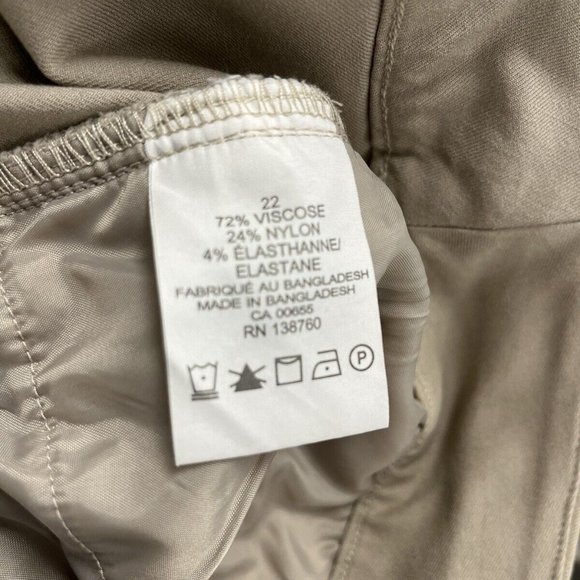 22
72% VISCOSE
24% NYLON
4% ÉLASTHANNE/
ELASTANE
FABRIQUÉ AU BANGLADESH
MADE IN BANGLADESH
CA 00655
RN 138760
P